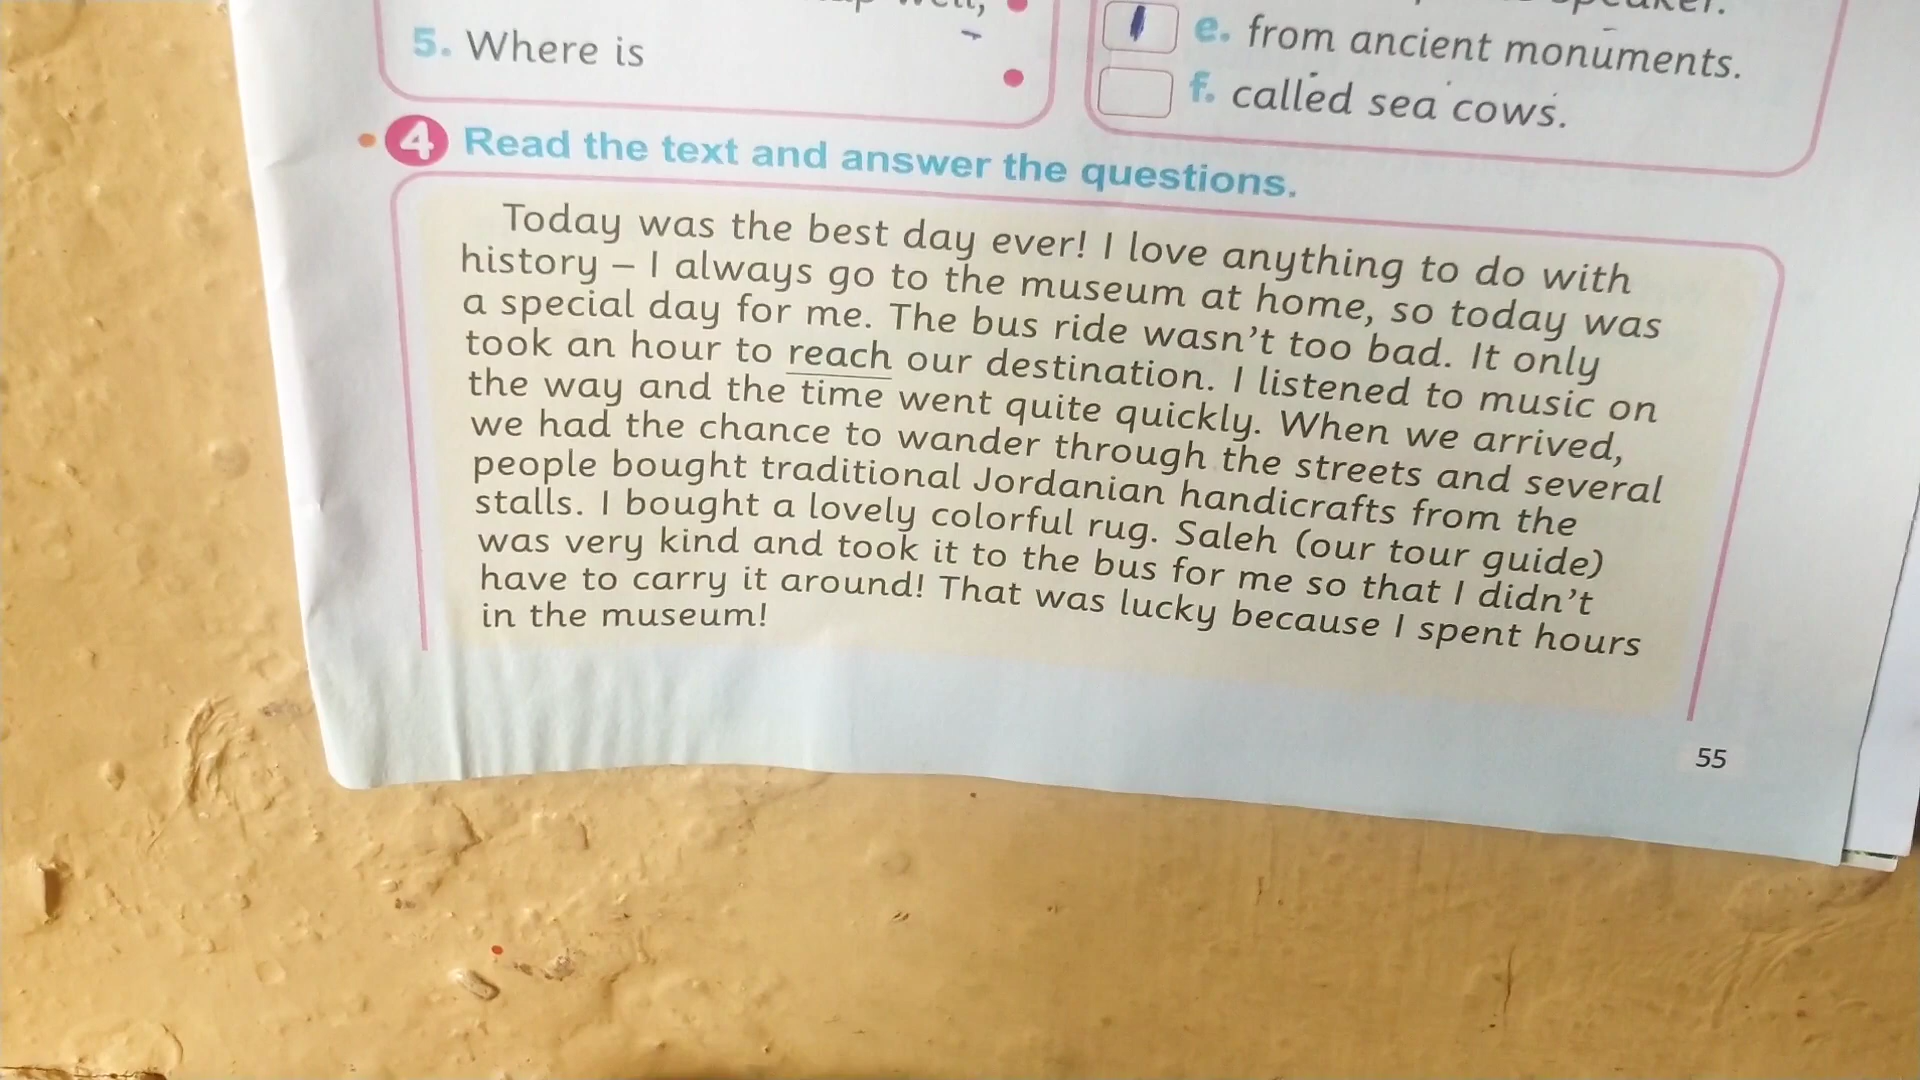 5. Where is
e. from ancient monuments.
f. called sea cows.
4 Read the text and answer the questions.
Today was the best day ever! I love anything to do with
history – I always go to the museum at home, so today was
a special day for me. The bus ride wasn't too bad. It only
took an hour to reach our destination. I listened to music on
the way and the time went quite quickly. When we arrived,
we had the chance to wander through the streets and several
people bought traditional Jordanian handicrafts from the
stalls. I bought a lovely colorful rug. Saleh (our tour guide)
was very kind and took it to the bus for me so that I didn't
have to carry it around! That was lucky because I spent hours
in the museum!
55